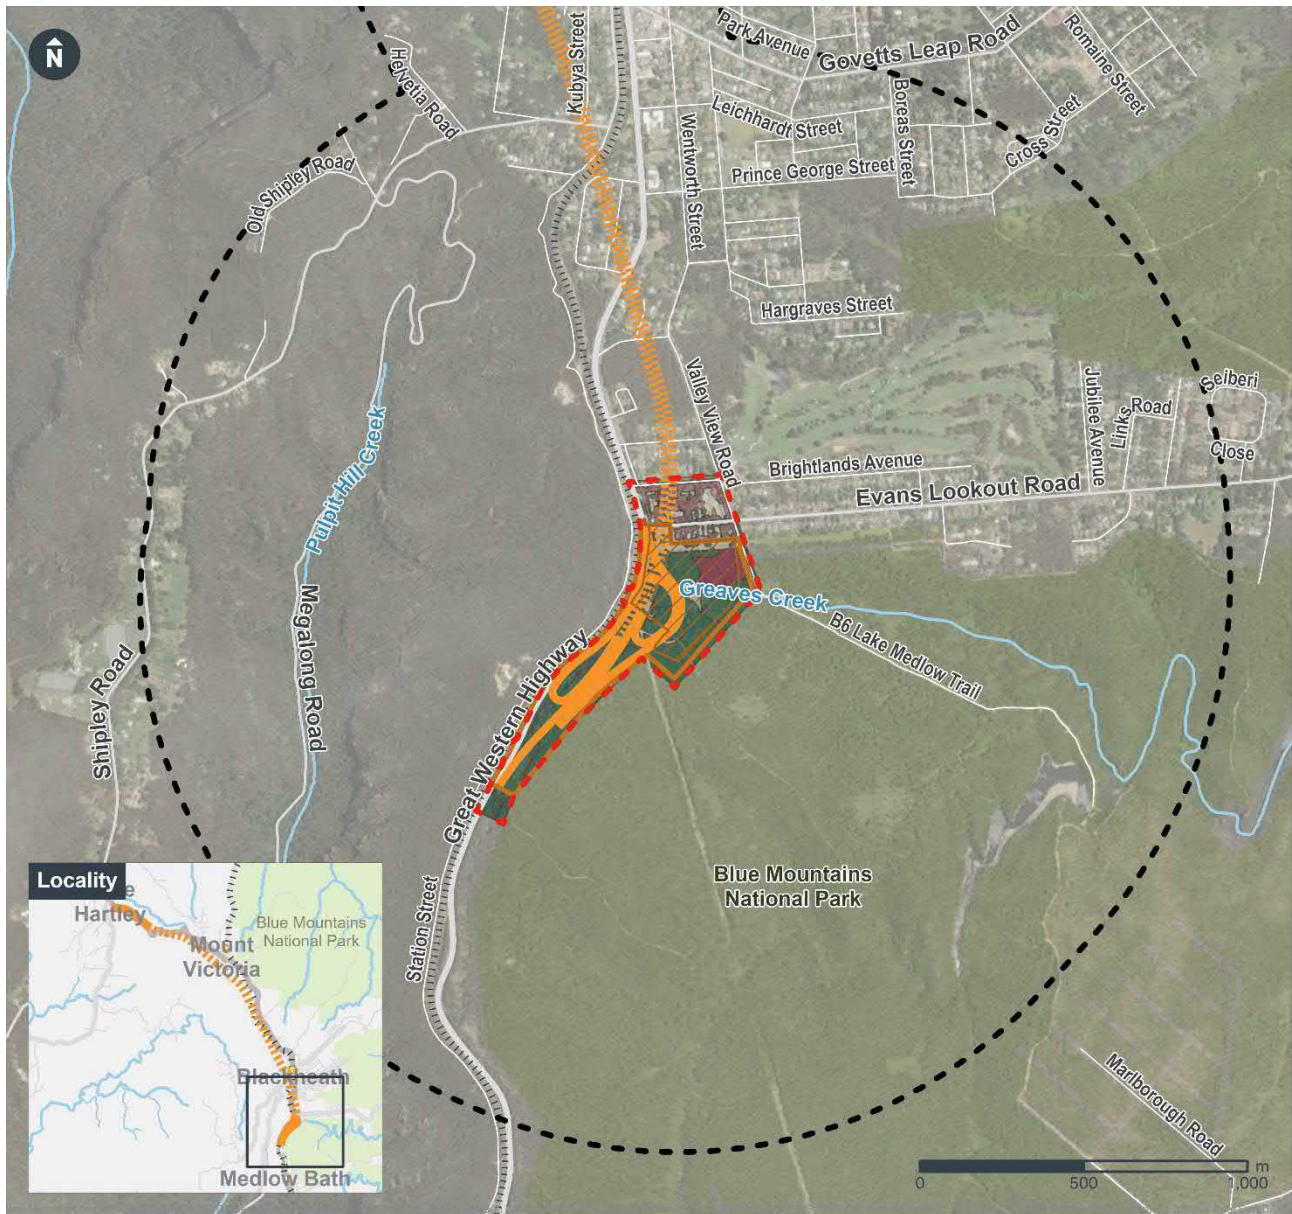 N
Park Avenue
Govetts Leap Road
Romaine Street
Kubya Street
Helvetia Road
Leichhardt Street
Boreas Street
Cross Street
Wentworth Street
Prince George Street
Old Shipley Road
Hargraves Street
Valley View Road
Jubilee Avenue
Links
Road
Seiberi
Close
Brightlands Avenue
Evans Lookout Road
Pulpit Hill Creek
Megalong Road
Shipley Road
Greaves Creek
B6 Lake Medlow Trail
Great Western Highway
Station Street
Blue Mountains
National Park
Marlborough Road
Locality
e
Hartley
Mount
Victoria
Blue Mountains
National Park
Blackheath
Medlow Bath
m
0
500
1,000